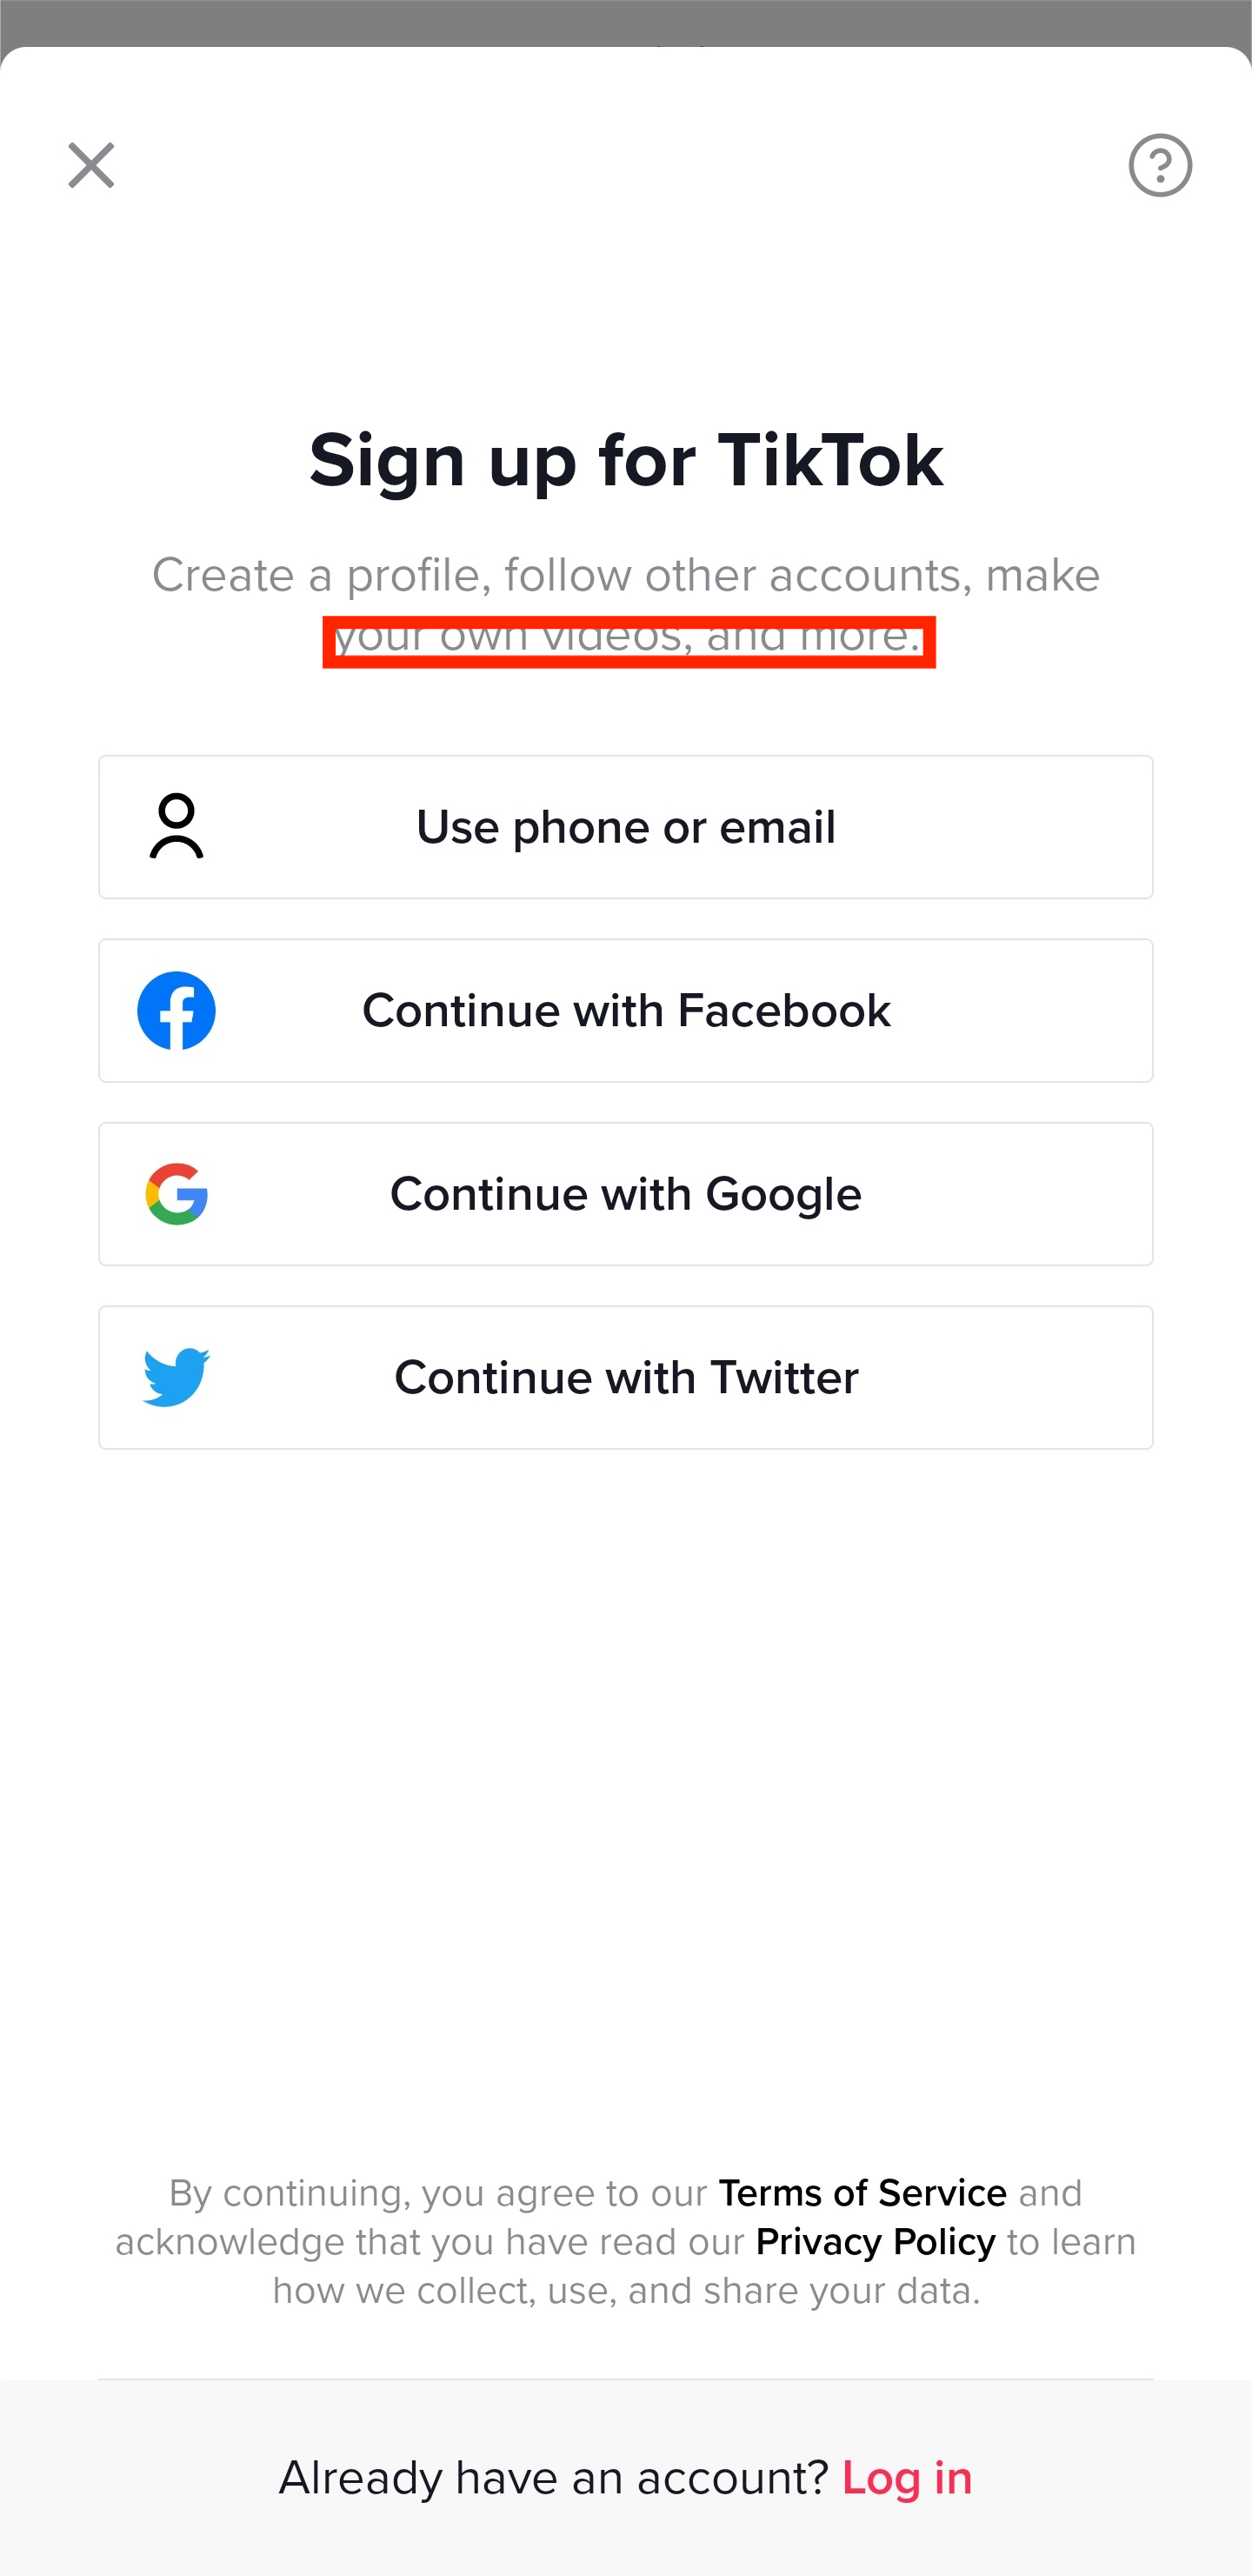 Sign up for TikTok
Create a profile, follow other accounts, make
your own videos, and more.
Use phone or email
Continue with Facebook
Continue with Google
Continue with Twitter
By continuing, you agree to our Terms of Service and
acknowledge that you have read our Privacy Policy to learn
how we collect, use, and share your data.
Already have an account? Log in